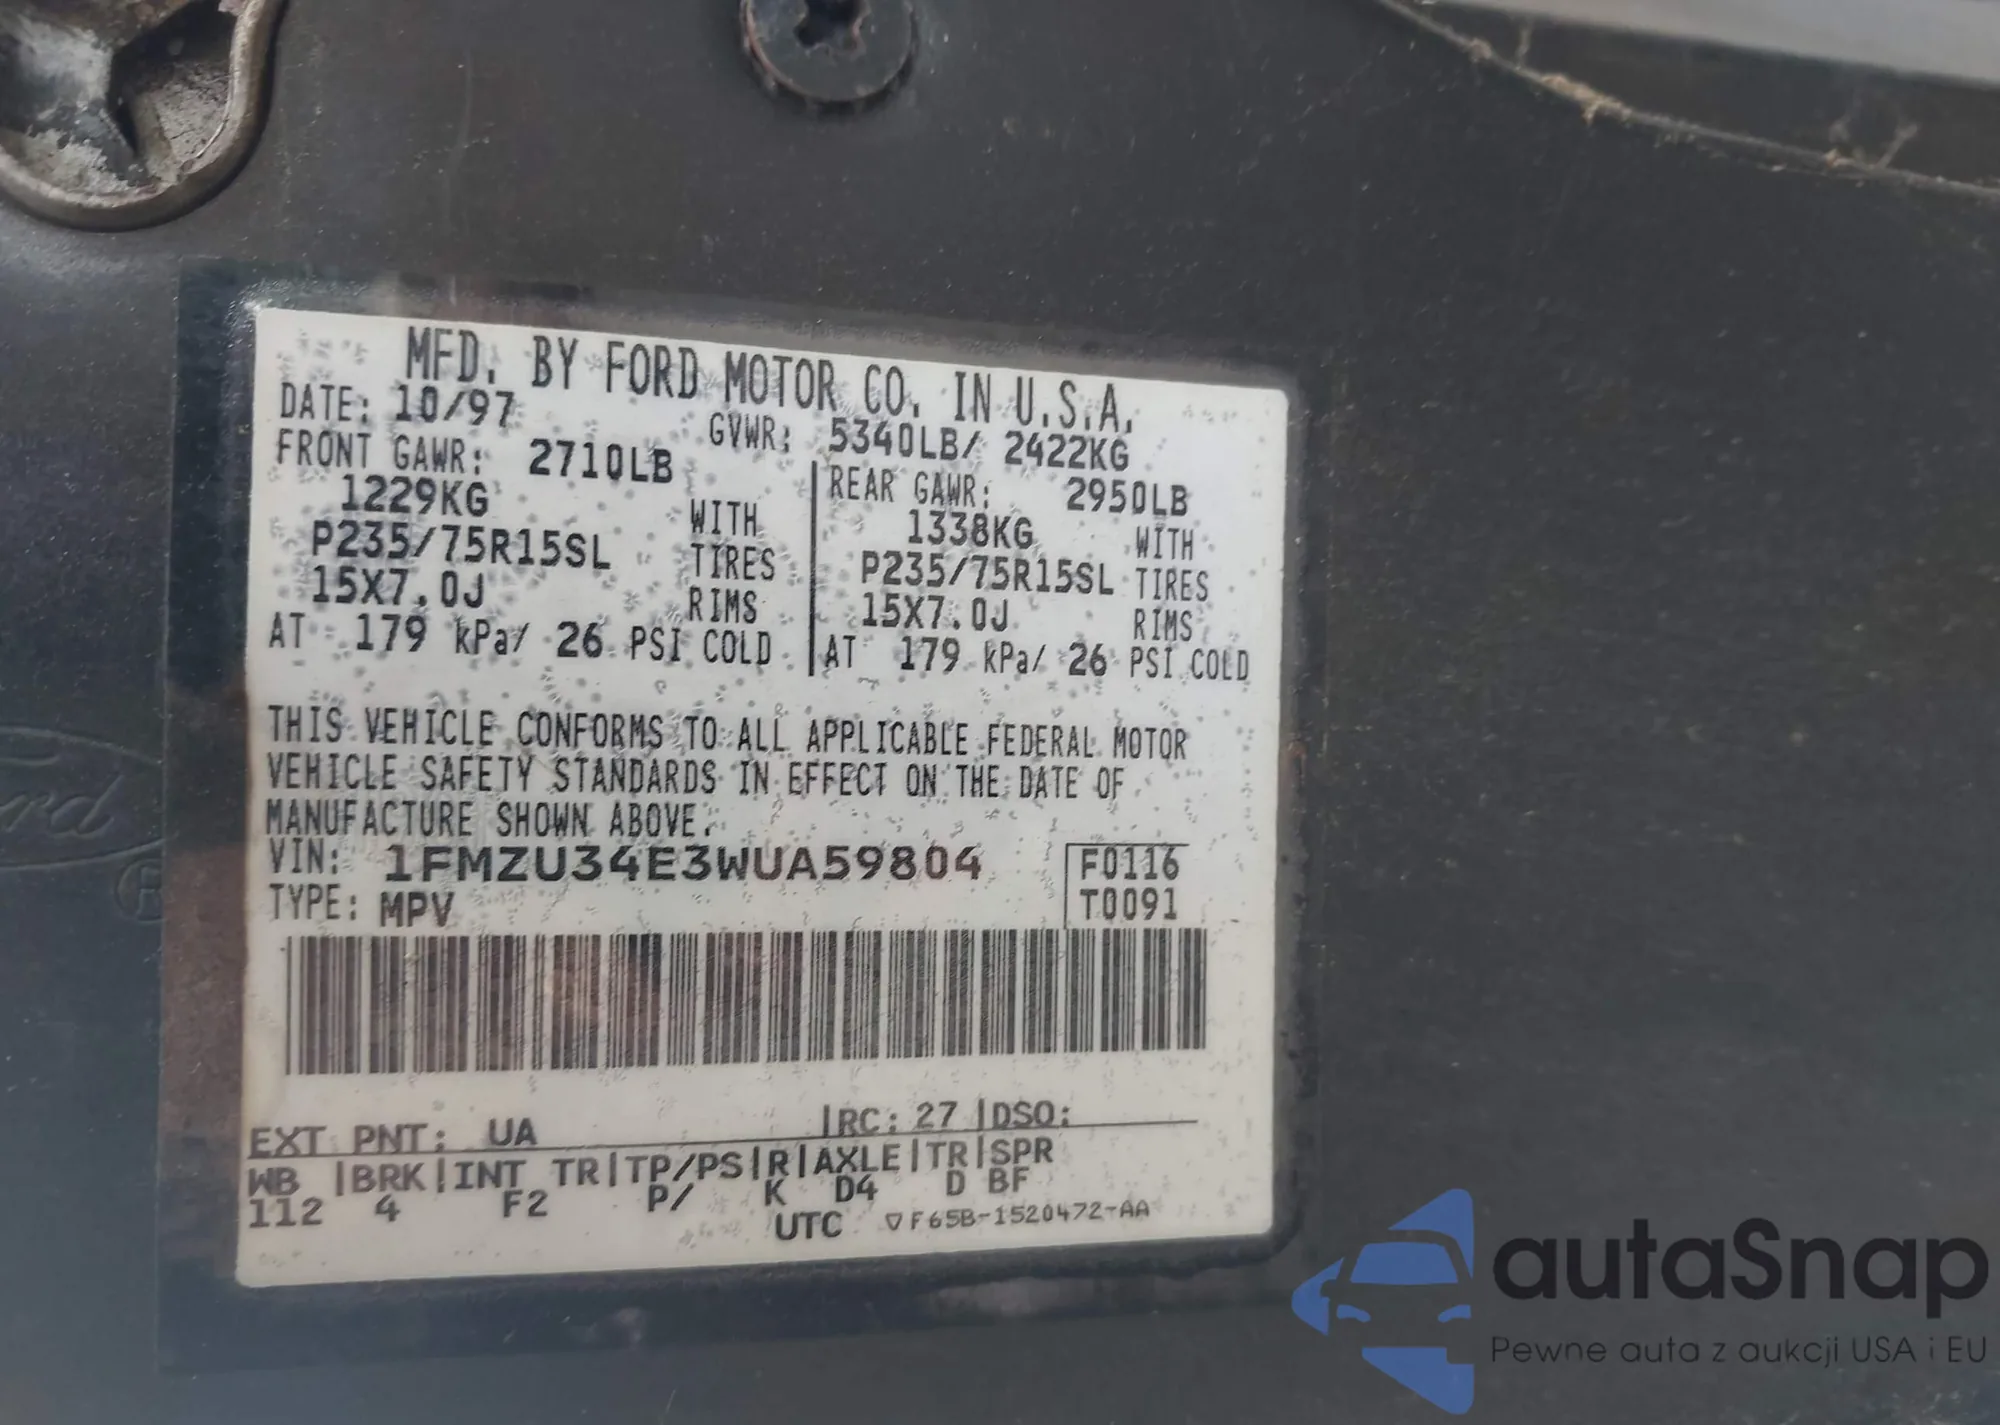 MFD. BY FORD MOTOR CO. IN U.S.A.
DATE: 10/97
GVWR: 5340LB/ 2422KG
FRONT GAWR: 2710LB
1229KG WITH
P235/75R15SL TIRES
15X7.0J RIMS
AT 179 kPa/ 26 PSI COLD
REAR GAWR: 2950LB
1338KG WITH
P235/75R15SL TIRES
15X7.0J RIMS
AT 179 kPa/ 26 PSI COLD
THIS VEHICLE CONFORMS TO ALL APPLICABLE FEDERAL MOTOR
VEHICLE SAFETY STANDARDS IN EFFECT ON THE DATE OF
MANUFACTURE SHOWN ABOVE.
VIN: 1FMZU34E3WUA59804
TYPE: MPV
F0116
T0091
EXT PNT: UA |RC: 27 |DSO:
WB |BRK| INT TR|TP/PS|R|AXLE|TR|SPR
112 4 F2 P/ K D4 D BF
UTC ▽F65B-1520472-AA
Ford
®
autaSnap
Pewne auta z aukcji USA i EU